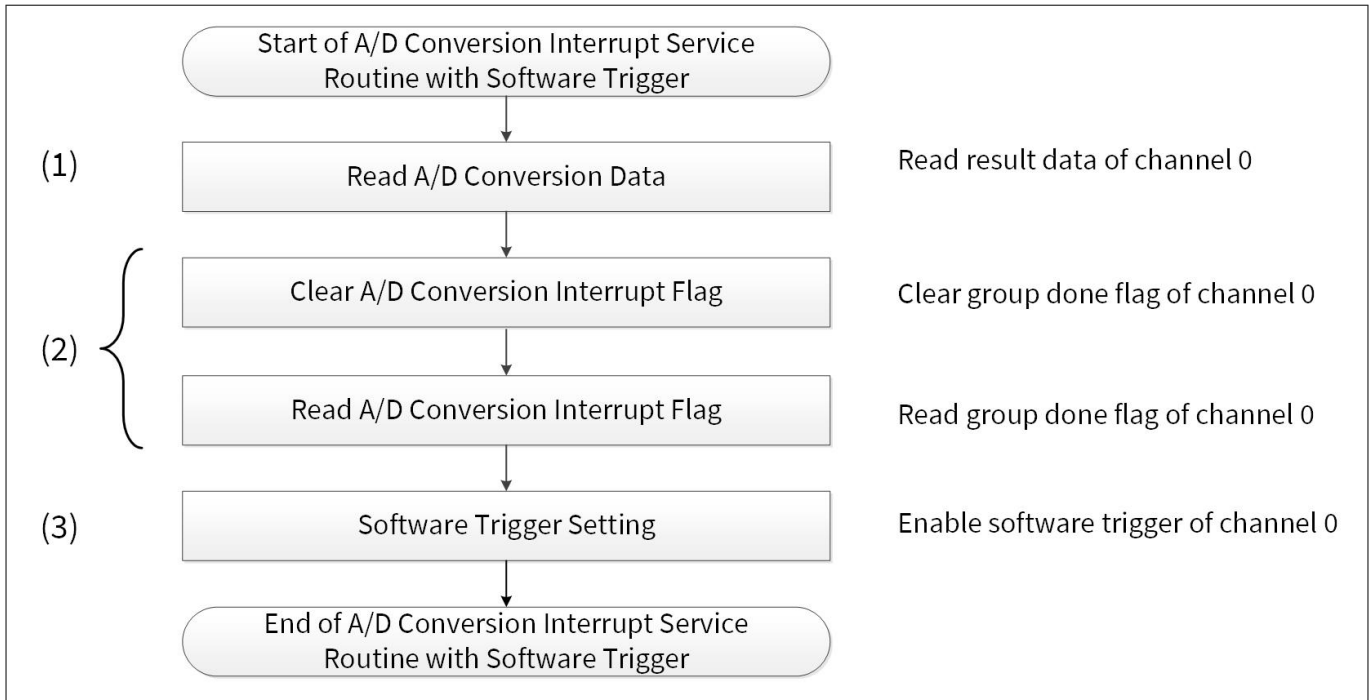 Start of A/D Conversion Interrupt Service
Routine with Software Trigger
(1)
Read A/D Conversion Data
Read result data of channel 0
(2)
Clear A/D Conversion Interrupt Flag
Clear group done flag of channel 0
Read A/D Conversion Interrupt Flag
Read group done flag of channel 0
(3)
Software Trigger Setting
Enable software trigger of channel 0
End of A/D Conversion Interrupt Service
Routine with Software Trigger